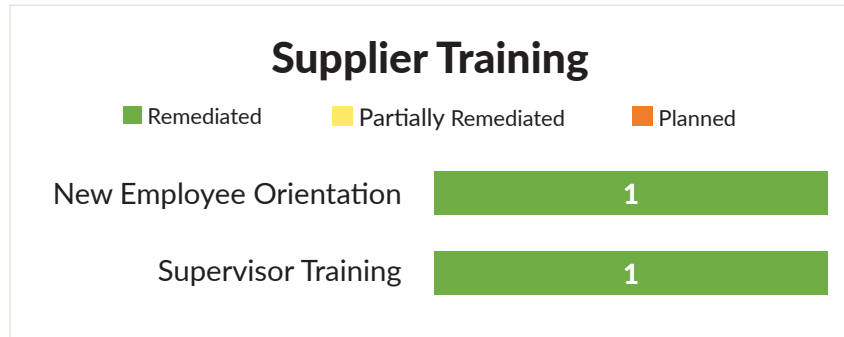 Supplier Training
Remediated Partially Remediated Planned
New Employee Orientation 1
Supervisor Training 1